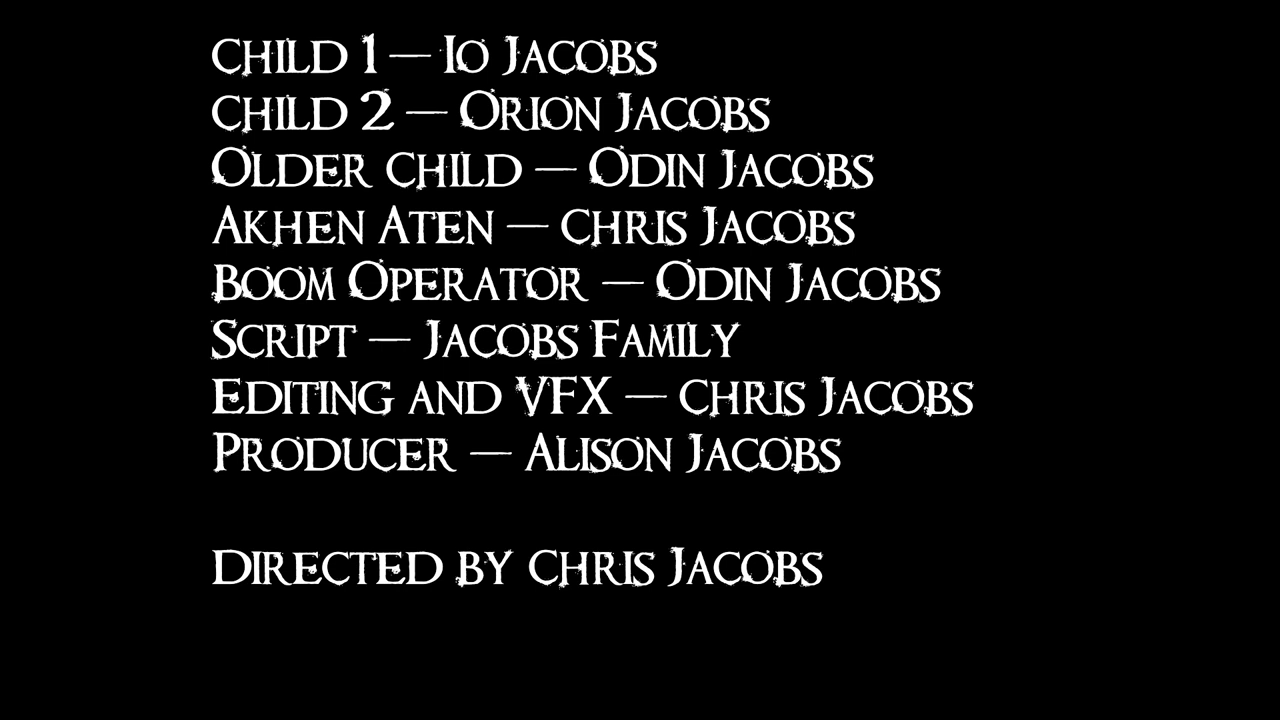 Child 1 — Io Jacobs
Child 2 — Orion Jacobs
Older Child — Odin Jacobs
Akhen Aten — Chris Jacobs
Boom Operator — Odin Jacobs
Script — Jacobs Family
Editing and VFX — Chris Jacobs
Producer — Alison Jacobs
Directed by Chris Jacobs